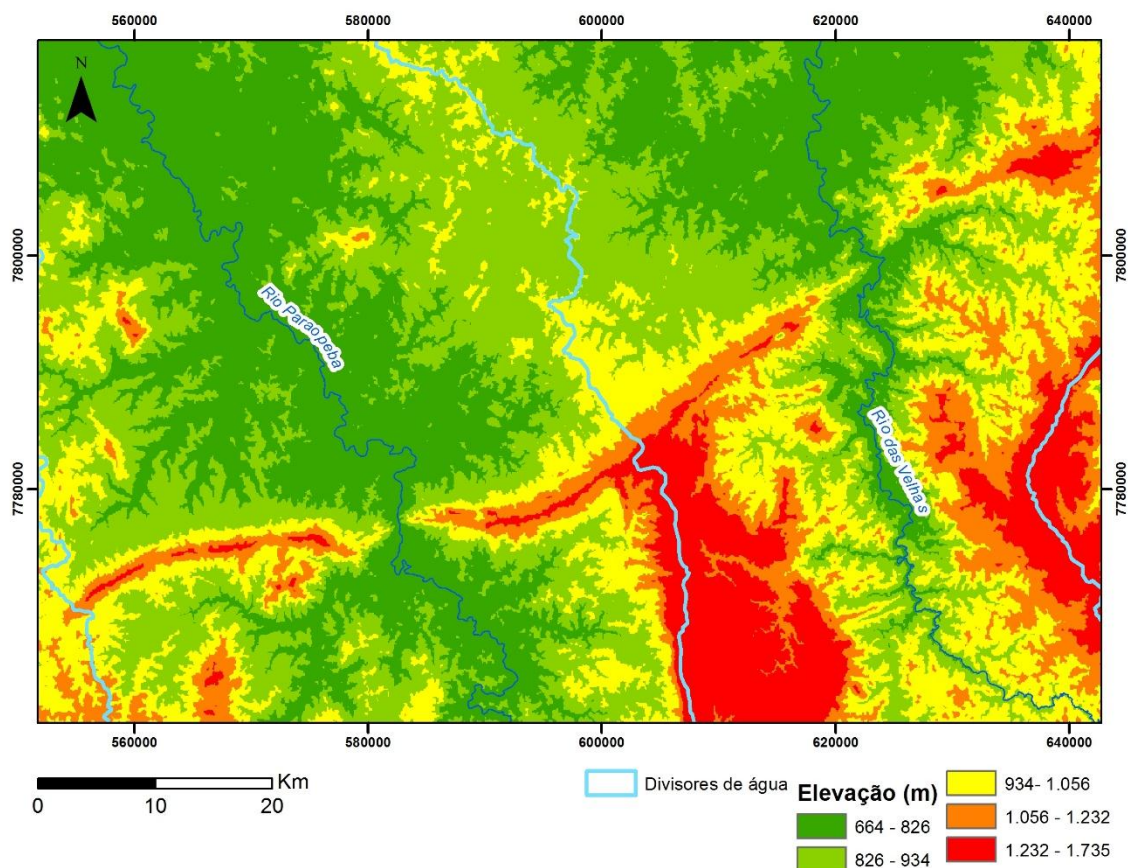 560000 580000 600000 620000 640000
N
7800000 7800000
Rio Paraopeba
Rio das Velhas
7780000 7780000
560000 580000 600000 620000 640000
Km
0 10 20
Divisores de água
Elevação (m)
664 - 826
826 - 934
934- 1.056
1.056 - 1.232
1.232 - 1.735